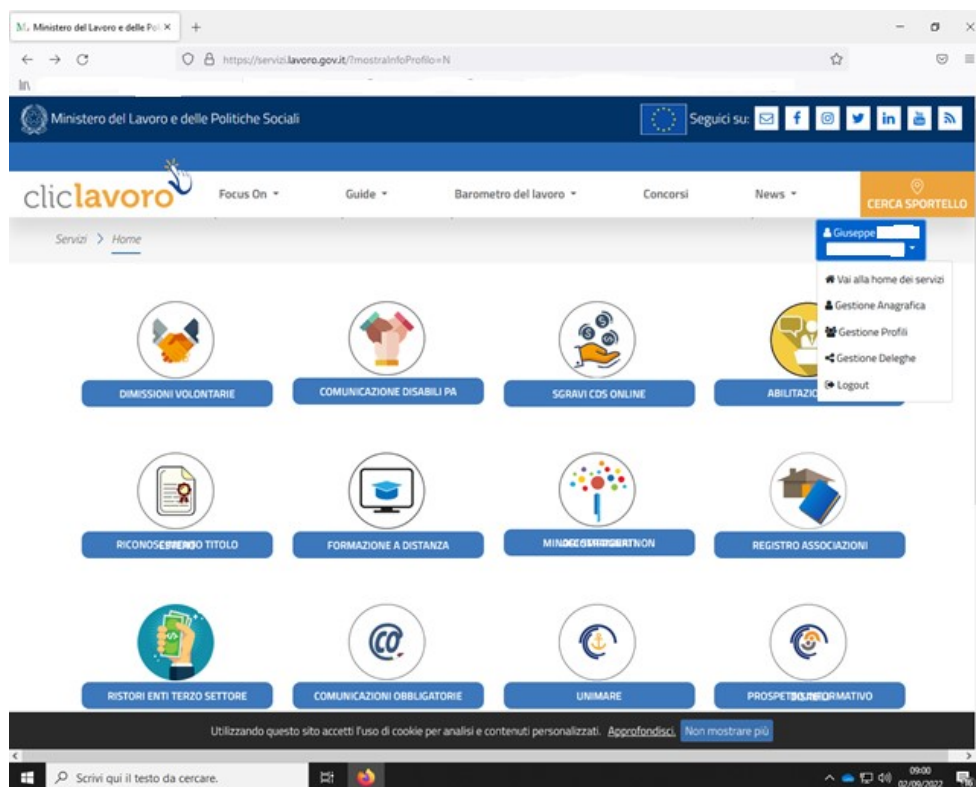 Ministero del Lavoro e delle Pol
https://servizi.lavoro.gov.it/?mostraInfoProfilo=N
Ministero del Lavoro e delle Politiche Sociali
Seguici su:
cliclavoro
Focus On
Guide
Barometro del lavoro
Concorsi
News
CERCA SPORTELLO
Servizi > Home
Giuseppe
Vai alla home dei servizi
Gestione Anagrafica
Gestione Profili
Gestione Deleghe
Logout
DIMISSIONI VOLONTARIE
COMUNICAZIONE DISABILI PA
SGRAVI CDS ONLINE
ABILITAZIO
TITOLO
FORMAZIONE A DISTANZA
REGISTRO ASSOCIAZIONI
RISTORI ENTI TERZO SETTORE
COMUNICAZIONI OBBLIGATORIE
UNIMARE
Utilizzando questo sito accetti l'uso di cookie per analisi e contenuti personalizzati. Approfondisci. Non mostrare più
Scrivi qui il testo da cercare.
09:00
02/09/2022